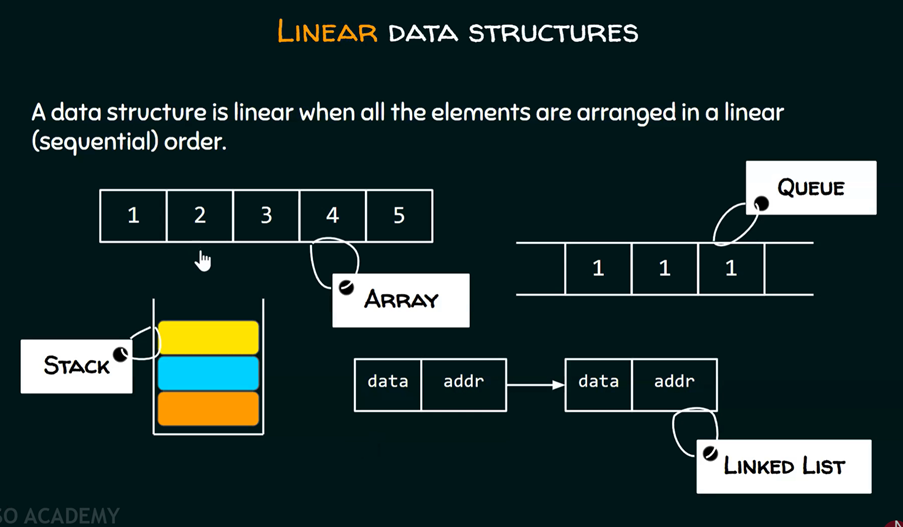 LINEAR DATA STRUCTURES
A data structure is linear when all the elements are arranged in a linear
(sequential) order.
QUEUE
1 2 3 4 5
1 1 1
ARRAY
STACK
data addr data addr
LINKED LIST
SO ACADEMY